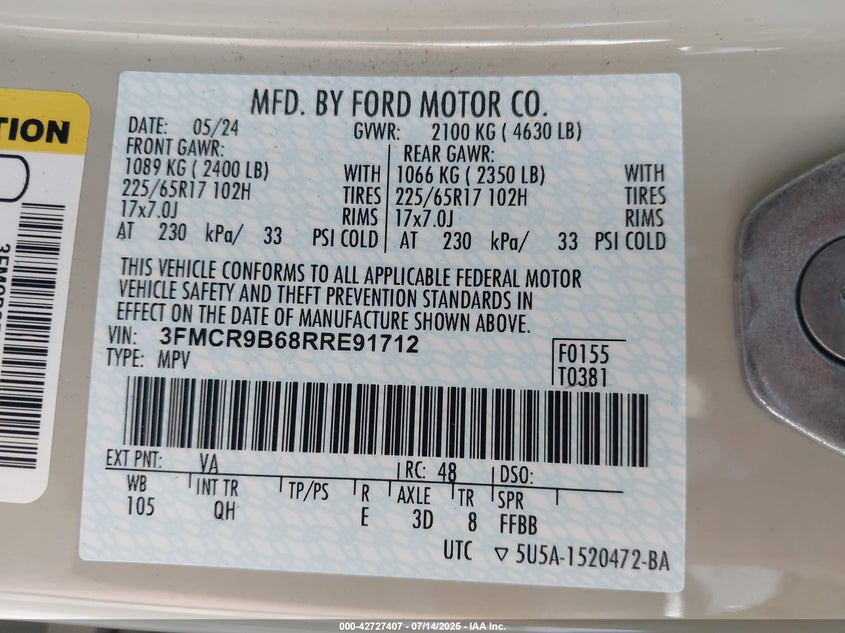 TION
MFD. BY FORD MOTOR CO.
DATE: 05/24 GVWR: 2100 KG ( 4630 LB)
FRONT GAWR: REAR GAWR:
1089 KG ( 2400 LB) WITH 1066 KG ( 2350 LB) WITH
225/65R17 102H TIRES 225/65R17 102H TIRES
17x7.0J RIMS 17x7.0J RIMS
AT 230 kPa/ 33 PSI COLD AT 230 kPa/ 33 PSI COLD
THIS VEHICLE CONFORMS TO ALL APPLICABLE FEDERAL MOTOR
VEHICLE SAFETY AND THEFT PREVENTION STANDARDS IN
EFFECT ON THE DATE OF MANUFACTURE SHOWN ABOVE.
VIN: 3FMCR9B68RRE91712
TYPE: MPV
F0155
T0381
EXT PNT: VA RC: 48 DSO:
WB INT TR TP/PS R AXLE TR SPR
105 QH E 3D 8 FFBB
UTC ▽ 5U5A-1520472-BA
000-42727407 - 07/14/2025 - IAA Inc.